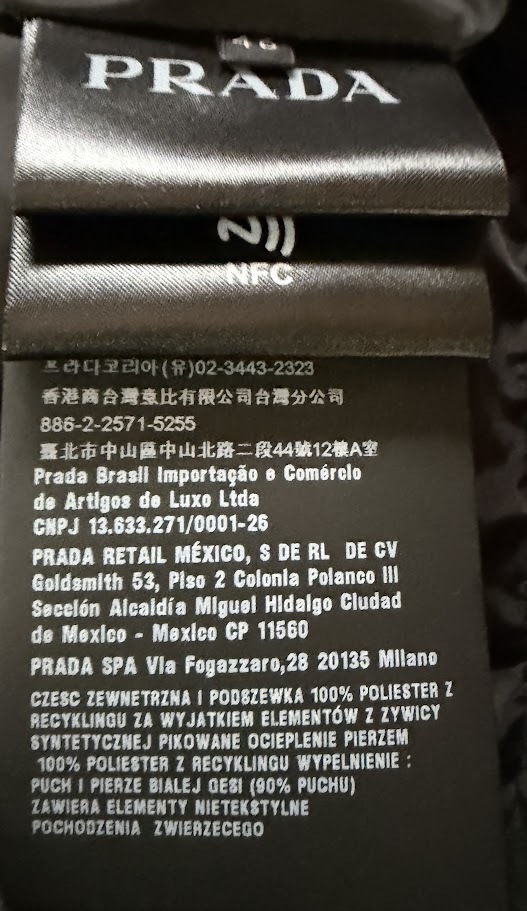 46
PRADA
NFC
프라다코리아(유)02-3443-2323
香港商台灣意比有限公司台灣分公司
886-2-2571-5255
臺北市中山區中山北路二段44號12樓A室
Prada Brasil Importação e Comércio
de Artigos de Luxo Ltda
CNPJ 13.633.271/0001-26
PRADA RETAIL MÉXICO, S DE RL DE CV
Goldsmith 53, Piso 2 Colonia Polanco III
Seceión Alcaidía Miguel Hidalgo Ciudad
de Mexico - Mexico CP 11560
PRADA SPA Via Fogazzaro,28 20135 Milano
CZESC ZEWNETRZNA I PODSZEWKA 100% POLIESTER Z
RECYKLINGU ZA WYJATKIEM ELEMENTÓW Z ZYWICY
SYNTETYCZNEJ PIKOWANE OCIEPLENIE PIERZEM
100% POLIESTER Z RECYKLINGU WYPELNIENIE :
PUCH I PIERZE BIALEJ GESI (90% PUCHU)
ZAWIERA ELEMENTY NIETEKSTYLNE
POCHODZENIA ZWIERZECEGO